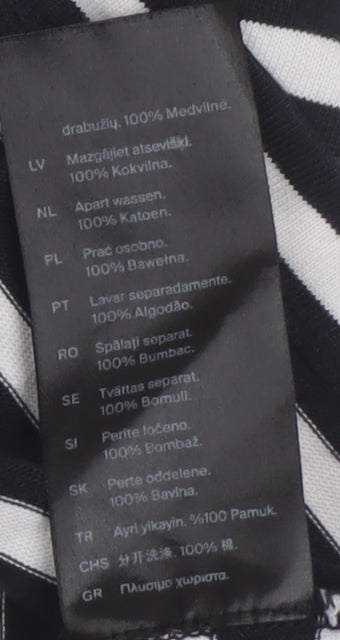 drabužių. 100% Medvilnė.
LV Mazgājiet atsevišķi.
100% Kokvilna.
NL Apart wassen.
100% Katoen.
PL Prać osobno.
100% Bawełna.
PT Lavar separadamente.
100% Algodão.
RO Spălați separat.
100% Bumbac.
SE Tvättas separat.
100% Bomull.
SI Perite ločeno.
100% Bombaž.
SK Perte oddelene.
100% Bavlna.
TR Ayrı yıkayın. %100 Pamuk.
CHS 分开洗涤. 100% 棉.
GR Πλυσιμο χωριστα.